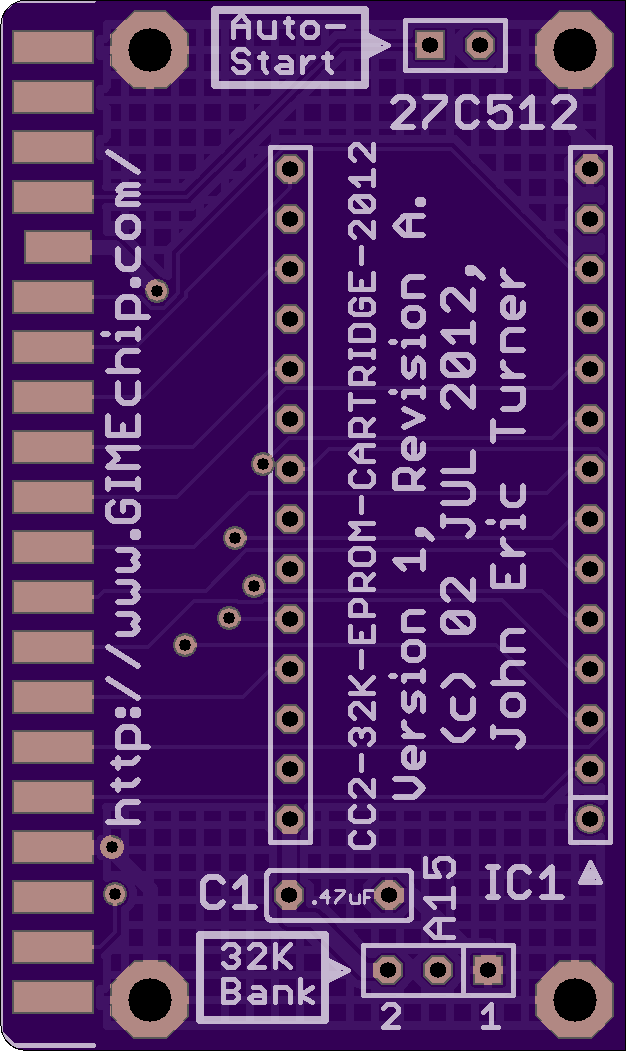 Auto-
Start
27C512
http://www.GIMEchip.com/
CC2-32K-EPROM-CARTRIDGE-2012
Version 1, Revision A.
(c) 02 JUL 2012,
John Eric Turner
C1
.47uF
A15
IC1
32K
Bank
2
1